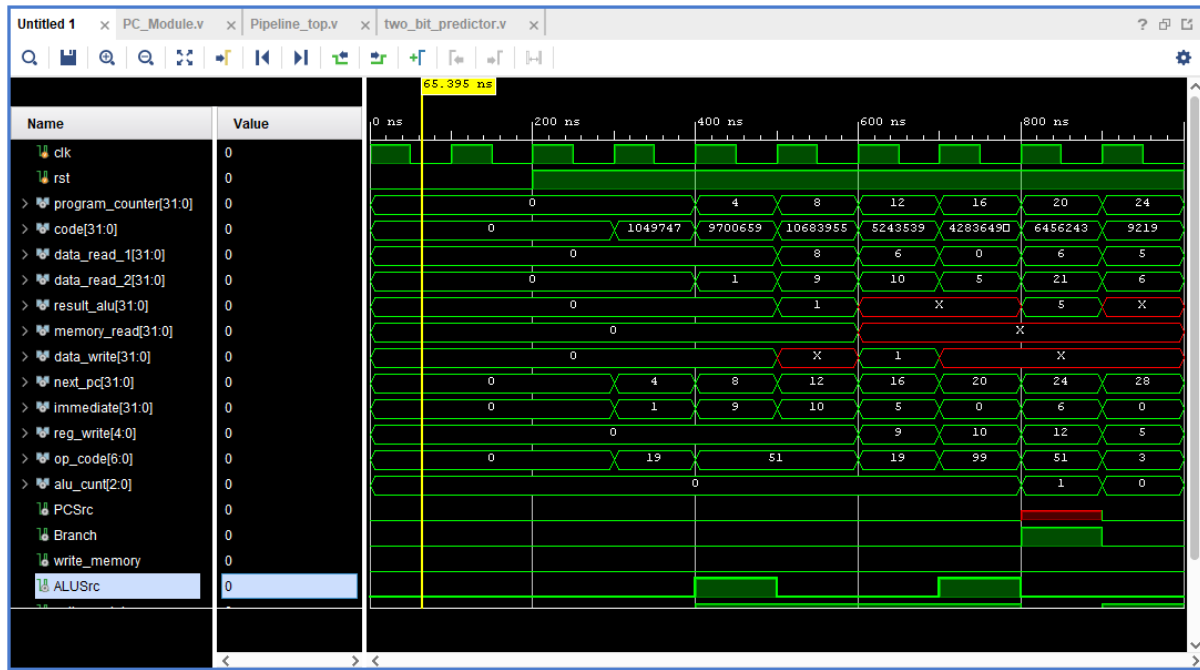 Untitled 1 × PC_Module.v × Pipeline_top.v × two_bit_predictor.v × ?
65.395 ns
Name Value 0 ns 200 ns 400 ns 600 ns 800 ns
clk 0
rst 0
program_counter[31:0] 0 0 4 8 12 16 20 24
code[31:0] 0 0 1049747 9700659 10683955 5243539 4283649 6456243 9219
data_read_1[31:0] 0 0 8 6 0 6 5
data_read_2[31:0] 0 0 1 9 10 5 21 6
result_alu[31:0] 0 0 1 X 5 X
memory_read[31:0] 0 0 X
data_write[31:0] 0 0 X 1 X
next_pc[31:0] 0 0 4 8 12 16 20 24 28
immediate[31:0] 0 0 1 9 10 5 0 6 0
reg_write[4:0] 0 0 9 10 12 5
op_code[6:0] 0 0 19 51 19 99 51 3
alu_cunt[2:0] 0 0 1 0
PCSrc 0
Branch 0
write_memory 0
ALUSrc 0